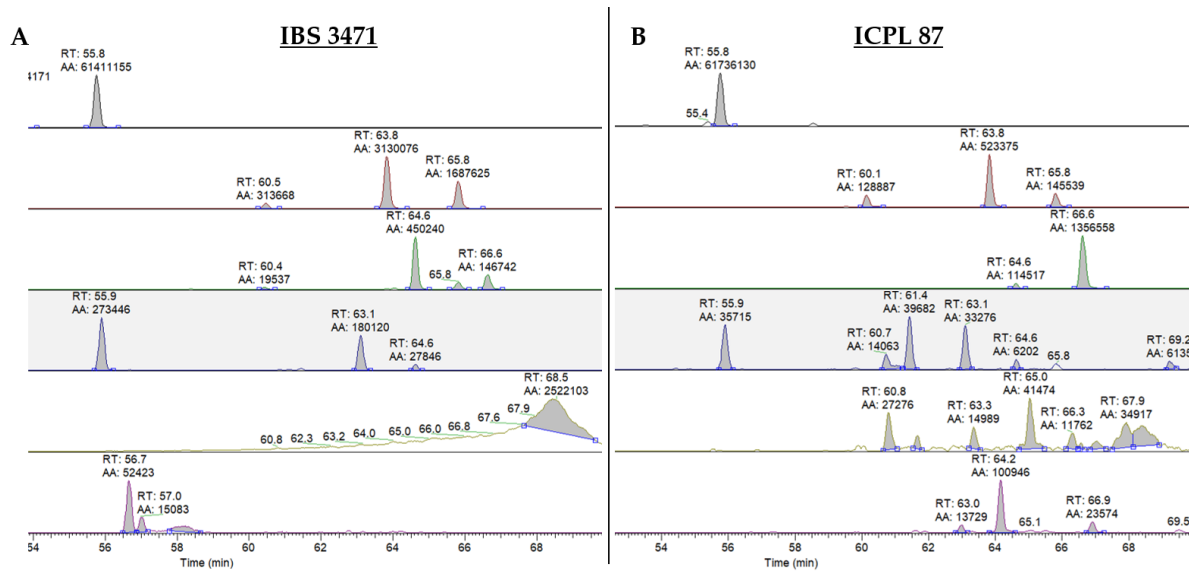 A
IBS 3471
RT: 55.8
AA: 61411155
4171
RT: 63.8
AA: 3130076
RT: 65.8
AA: 1687625
RT: 60.5
AA: 313668
RT: 64.6
AA: 450240
RT: 66.6
AA: 146742
65.8
RT: 60.4
AA: 19537
RT: 55.9
AA: 273446
RT: 63.1
AA: 180120
RT: 64.6
AA: 27846
RT: 68.5
AA: 2522103
60.8
62.3
63.2
64.0
65.0
66.0
66.8
67.6
67.9
RT: 56.7
AA: 52423
RT: 57.0
AA: 15083
54
56
58
60
62
64
66
68
Time (min)
B
ICPL 87
RT: 55.8
AA: 61736130
55.4
RT: 63.8
AA: 523375
RT: 60.1
AA: 128887
RT: 65.8
AA: 145539
RT: 66.6
AA: 1356558
RT: 64.6
AA: 114517
RT: 55.9
AA: 35715
RT: 61.4
AA: 39682
RT: 63.1
AA: 33276
RT: 60.7
AA: 14063
RT: 64.6
AA: 6202
65.8
RT: 69.2
AA: 6135
RT: 60.8
AA: 27276
RT: 63.3
AA: 14989
RT: 65.0
AA: 41474
RT: 66.3
AA: 11762
RT: 67.9
AA: 34917
RT: 64.2
AA: 100946
RT: 63.0
AA: 13729
65.1
RT: 66.9
AA: 23574
69.5
54
56
58
60
62
64
66
68
Time (min)